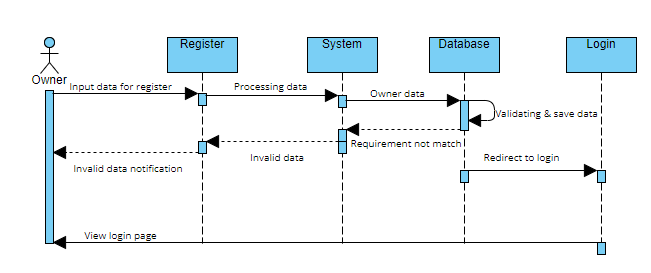 Register
System
Database
Login
Owner
Input data for register
Processing data
Owner data
Validating & save data
Requirement not match
Invalid data
Invalid data notification
Redirect to login
View login page